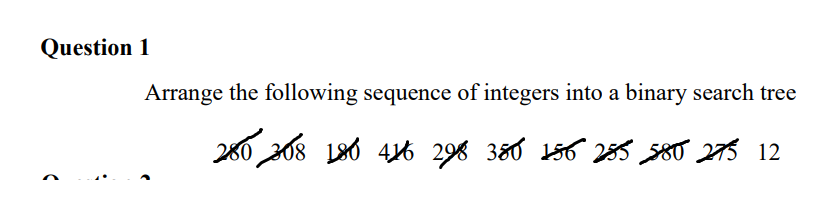 Question 1
Arrange the following sequence of integers into a binary search tree
280 308 180 416 298 350 156 255 580 275 12